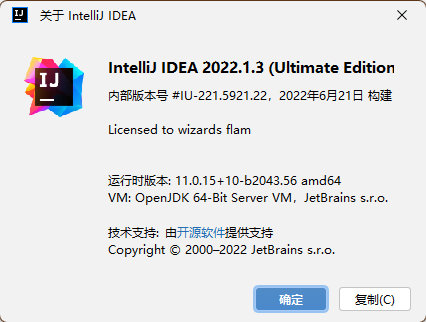 关于 IntelliJ IDEA
IJ
IntelliJ IDEA 2022.1.3 (Ultimate Edition
内部版本号 #IU-221.5921.22，2022年6月21日 构建
Licensed to wizards flam
运行时版本: 11.0.15+10-b2043.56 amd64
VM: OpenJDK 64-Bit Server VM，JetBrains s.r.o.
技术支持: 由开源软件提供支持
Copyright © 2000–2022 JetBrains s.r.o.
确定
复制(C)